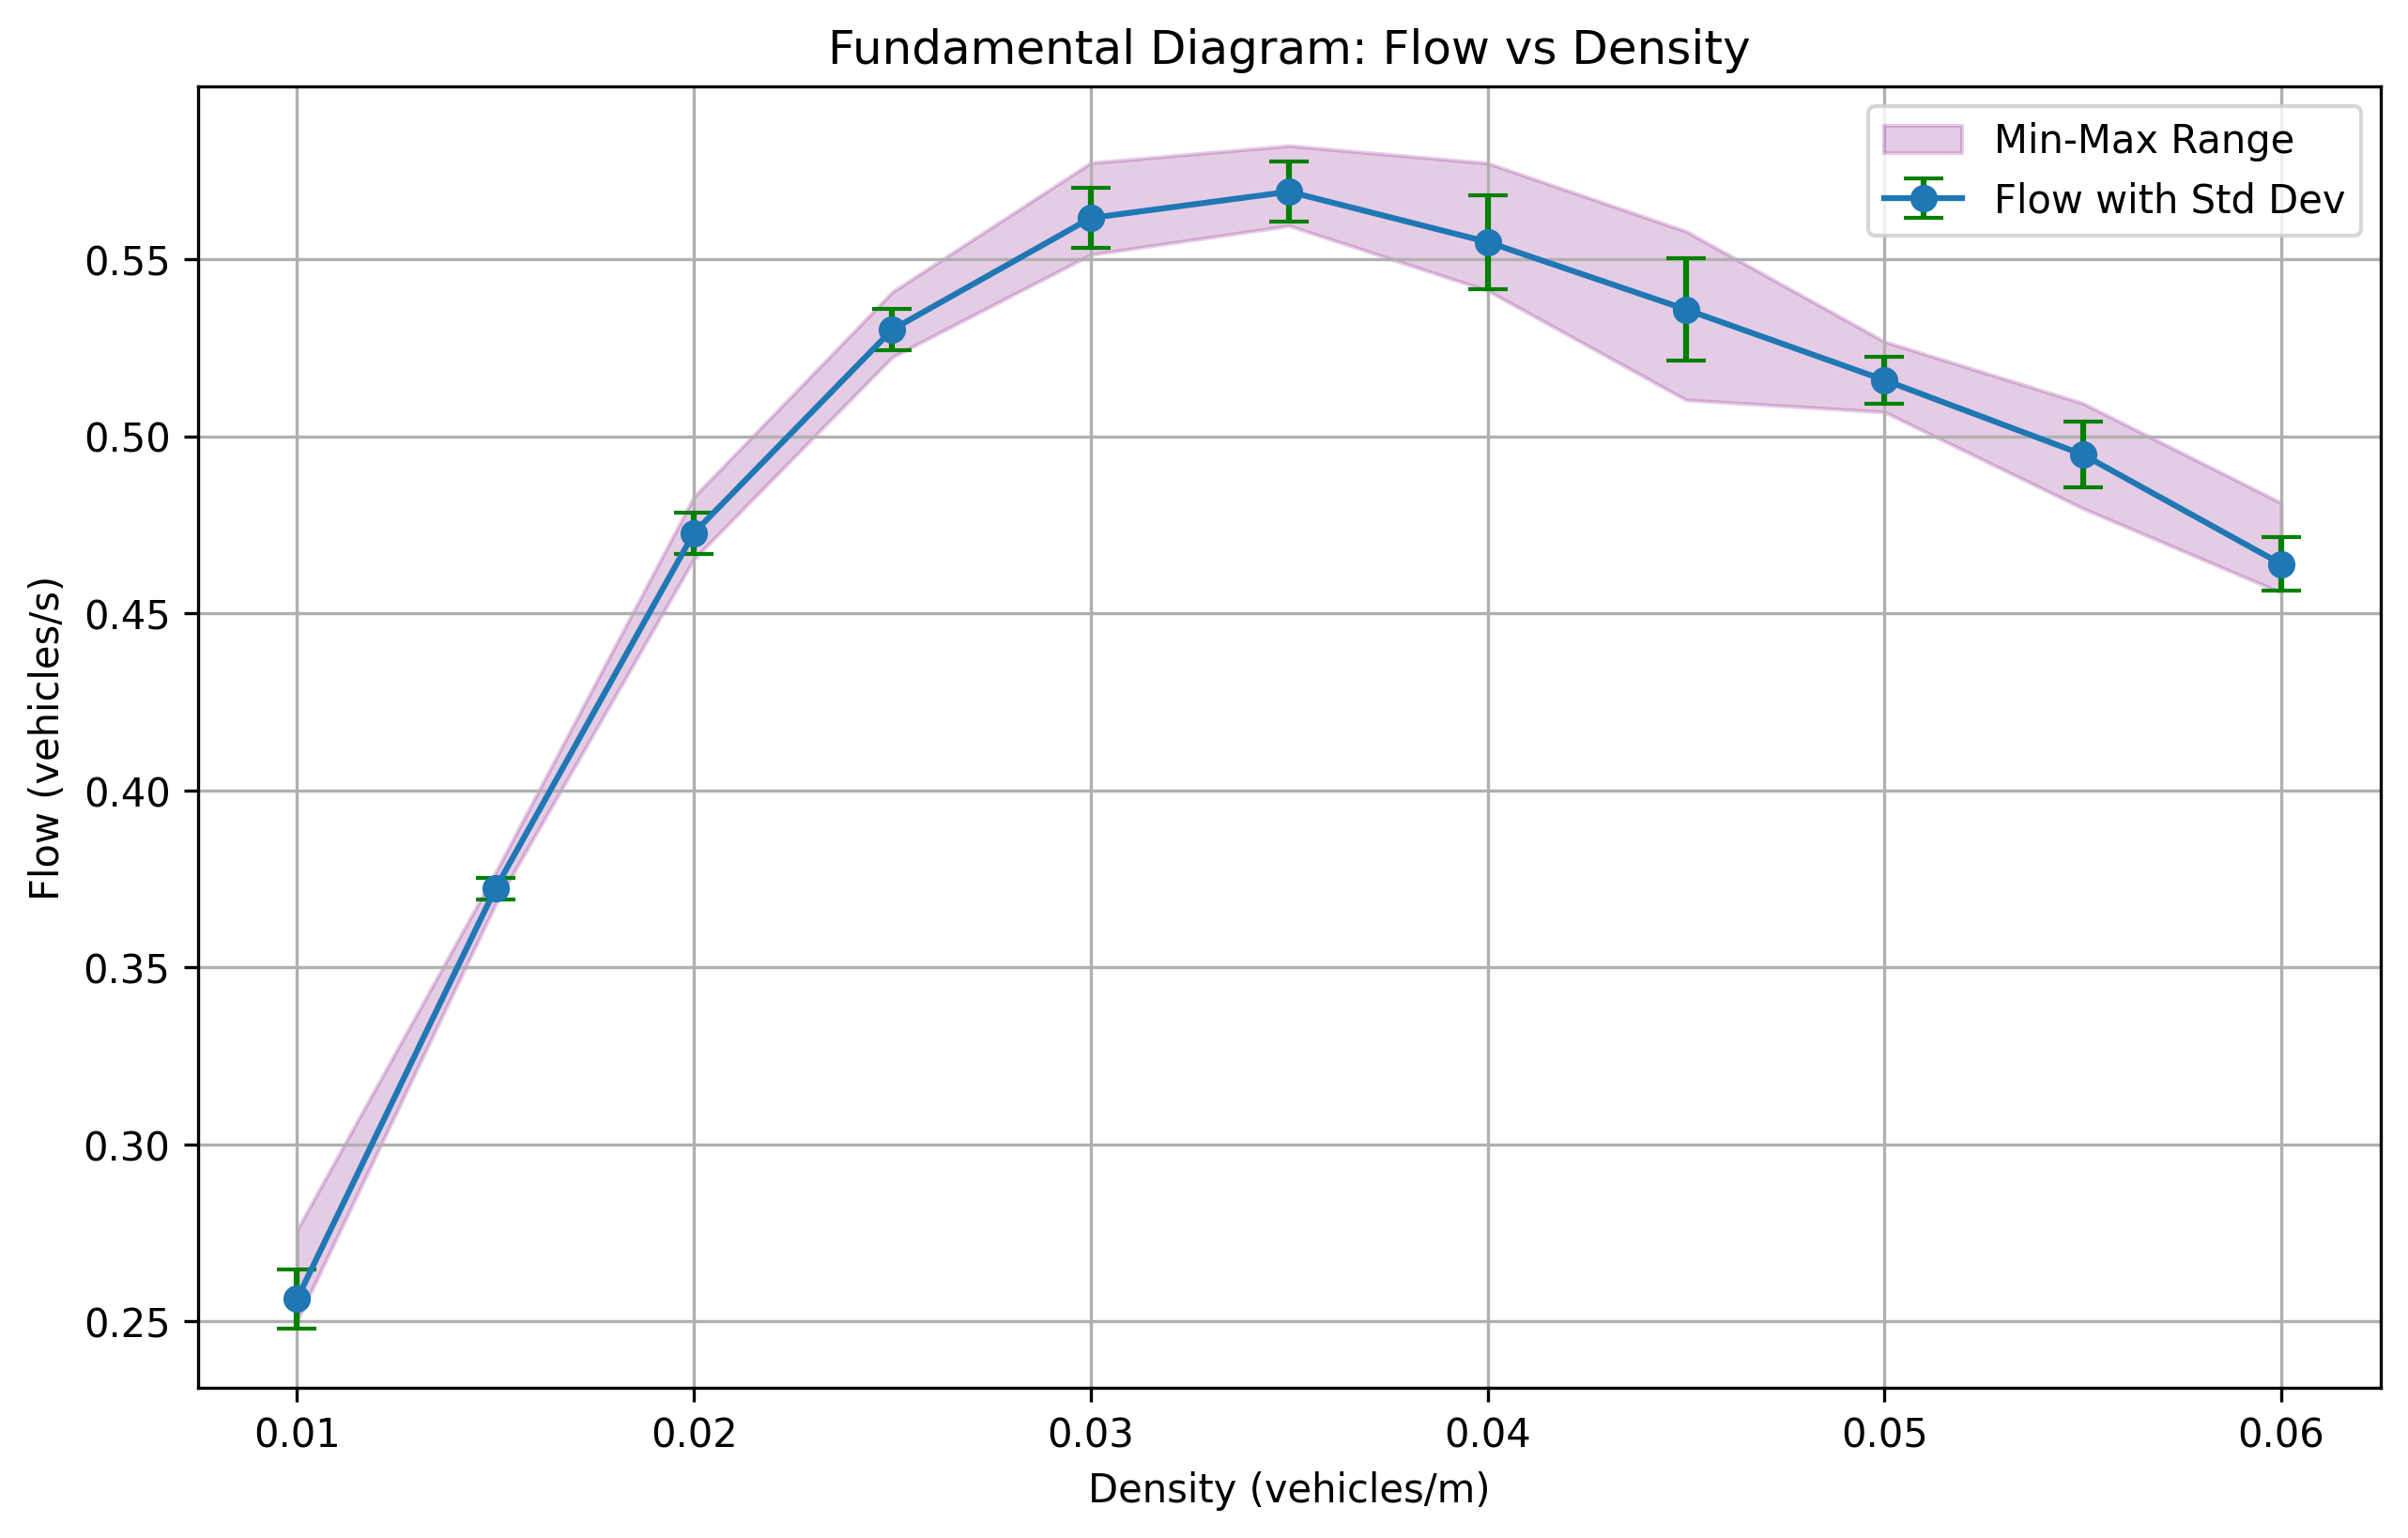 Fundamental Diagram: Flow vs Density
Min-Max Range
Flow with Std Dev
Flow (vehicles/s)
0.55
0.50
0.45
0.40
0.35
0.30
0.25
0.01 0.02 0.03 0.04 0.05 0.06
Density (vehicles/m)